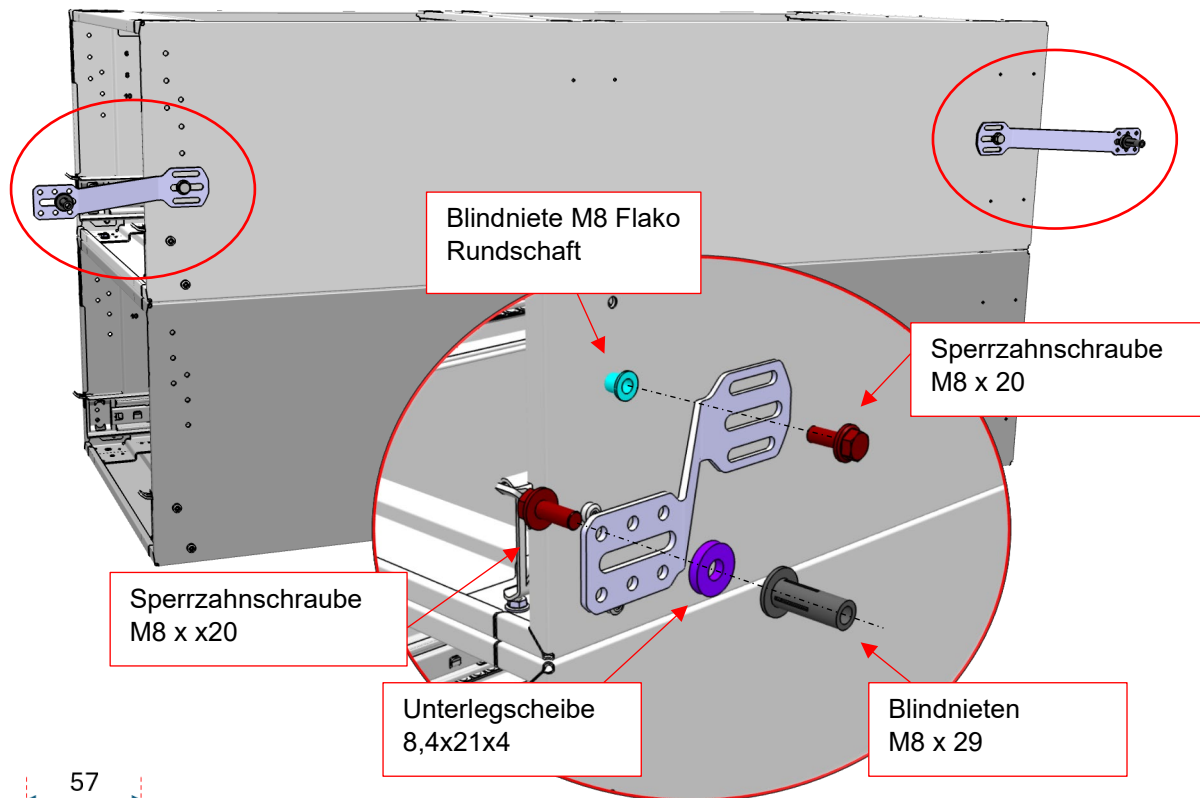 Blindniete M8 Flako
Rundschaft
Sperrzahnschraube
M8 x 20
Sperrzahnschraube
M8 x x20
Unterlegscheibe
8,4x21x4
Blindnieten
M8 x 29
57